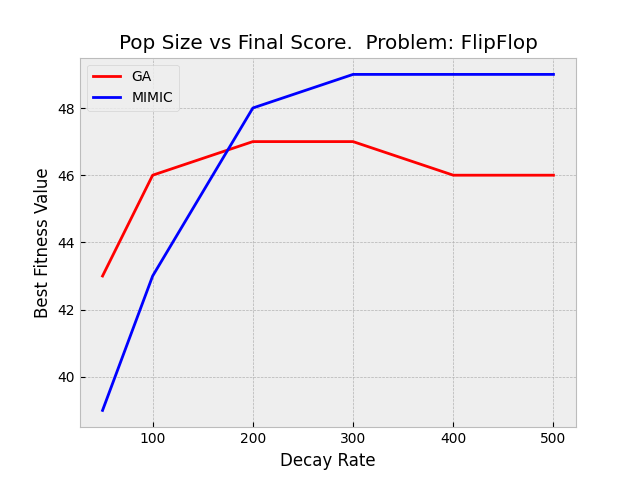 Pop Size vs Final Score.  Problem: FlipFlop
GA
MIMIC
48
46
44
42
40
Best Fitness Value
100 200 300 400 500
Decay Rate